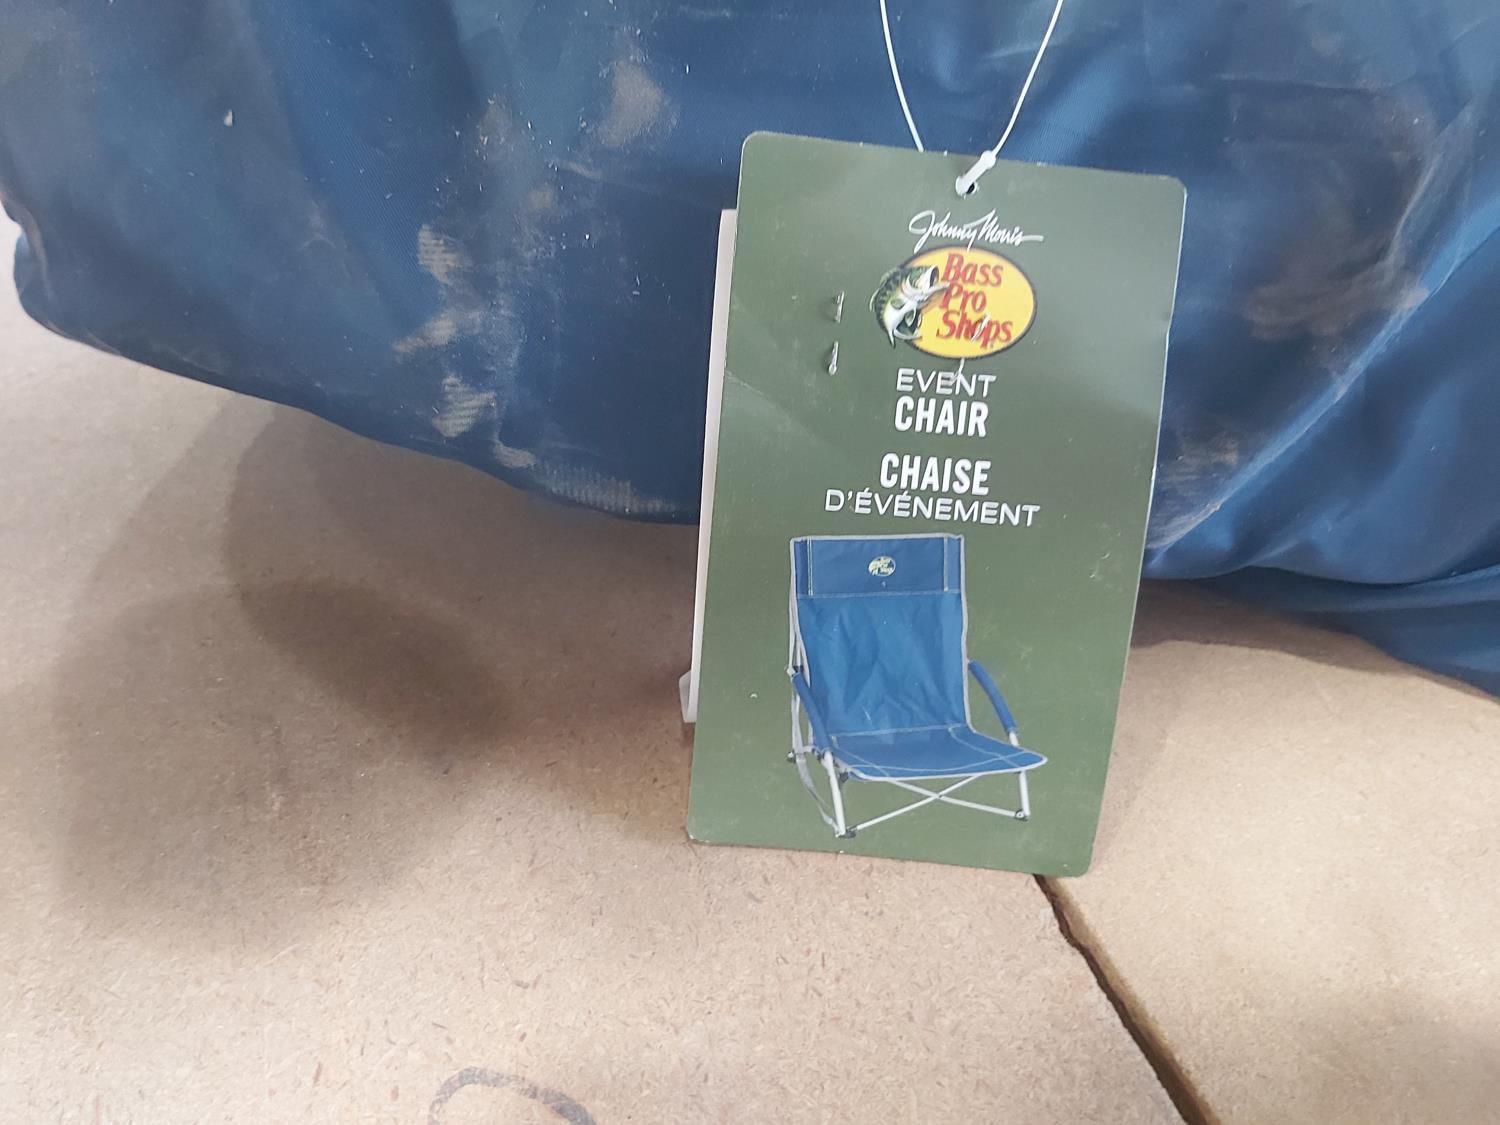 Johnny Morris
Bass
Pro
Shops
EVENT
CHAIR
CHAISE
D'ÉVÉNEMENT